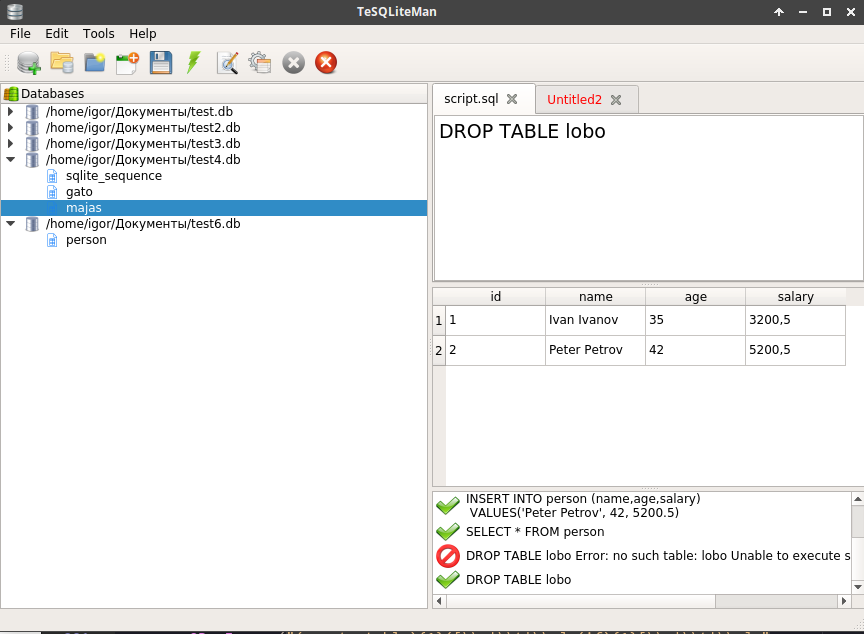 TeSQLiteMan
File Edit Tools Help
Databases
/home/igor/Документы/test.db
/home/igor/Документы/test2.db
/home/igor/Документы/test3.db
/home/igor/Документы/test4.db
sqlite_sequence
gato
majas
/home/igor/Документы/test6.db
person
script.sql Untitled2
DROP TABLE lobo
id name age salary
1 1 Ivan Ivanov 35 3200,5
2 2 Peter Petrov 42 5200,5
INSERT INTO person (name,age,salary)
VALUES('Peter Petrov', 42, 5200.5)
SELECT * FROM person
DROP TABLE lobo Error: no such table: lobo Unable to execute s
DROP TABLE lobo